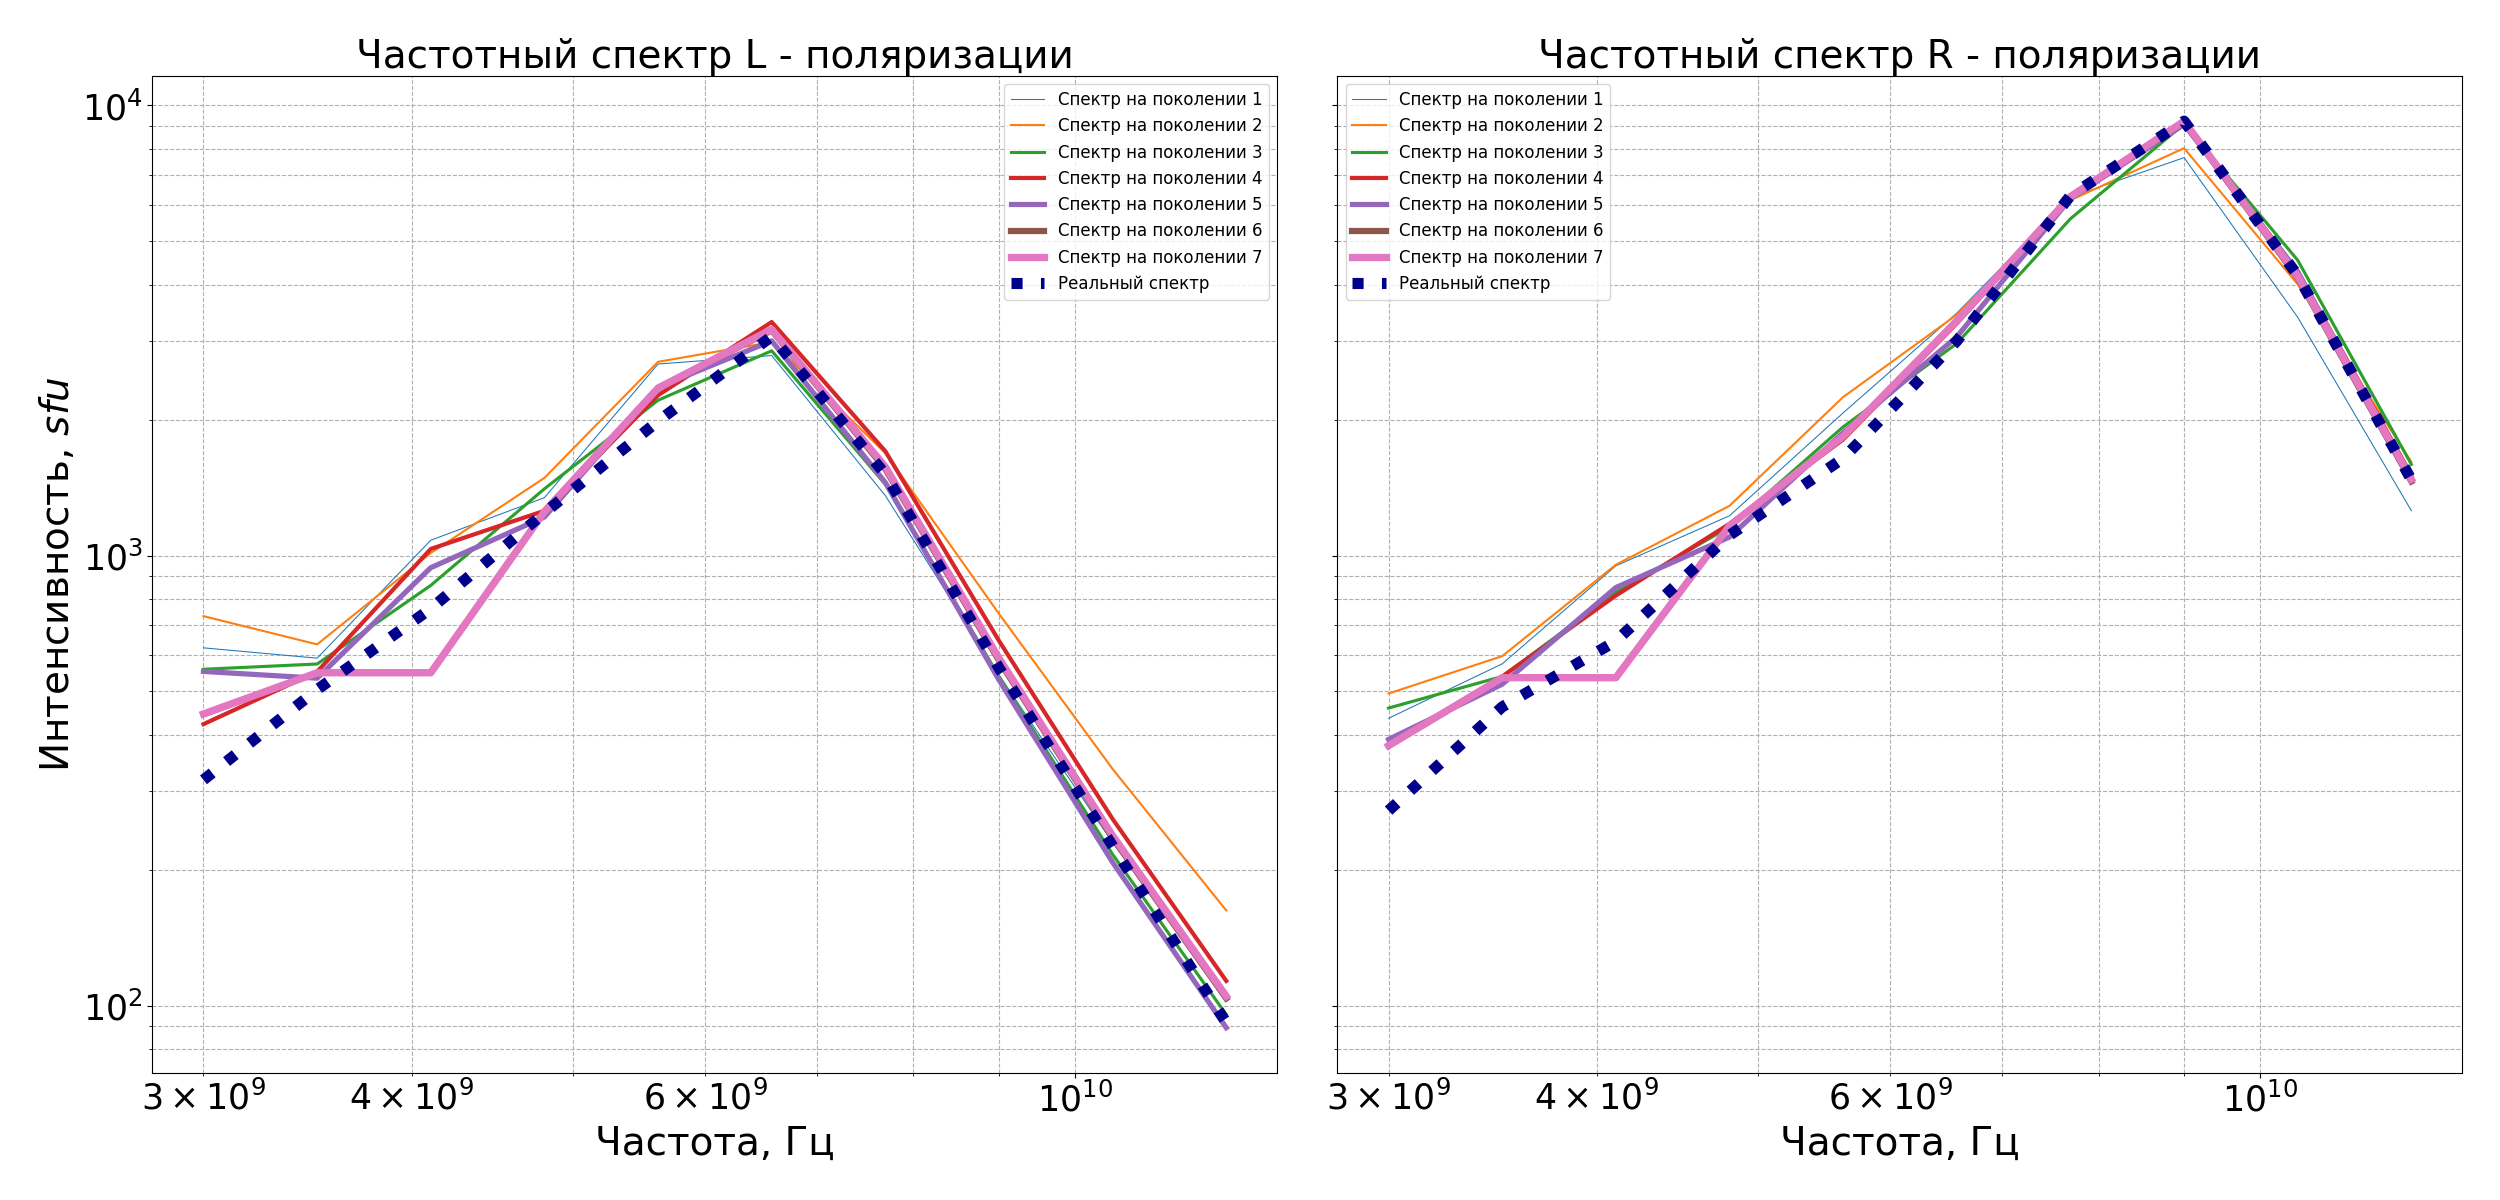 Частотный спектр L - поляризации
10⁴
10³
10²
Интенсивность, sfu
Спектр на поколении 1
Спектр на поколении 2
Спектр на поколении 3
Спектр на поколении 4
Спектр на поколении 5
Спектр на поколении 6
Спектр на поколении 7
Реальный спектр
3 × 10⁹
4 × 10⁹
6 × 10⁹
10¹⁰
Частота, Гц
Частотный спектр R - поляризации
Спектр на поколении 1
Спектр на поколении 2
Спектр на поколении 3
Спектр на поколении 4
Спектр на поколении 5
Спектр на поколении 6
Спектр на поколении 7
Реальный спектр
3 × 10⁹
4 × 10⁹
6 × 10⁹
10¹⁰
Частота, Гц